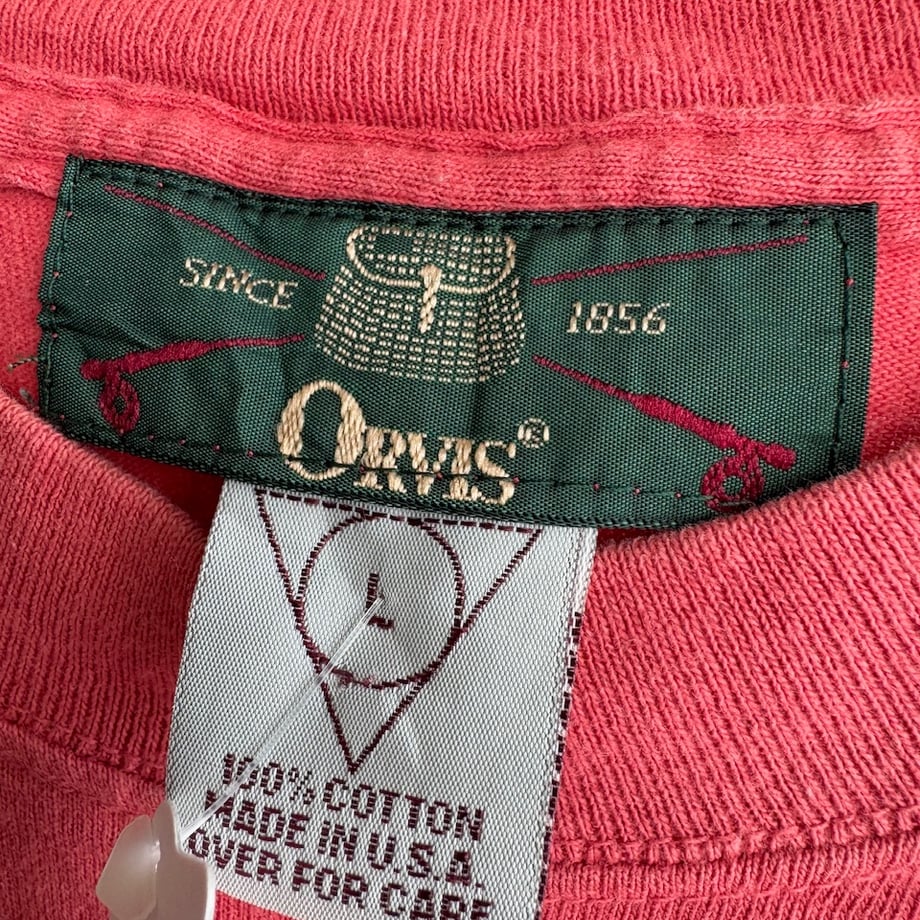 SINCE 1856
ORVIS®
L
100% COTTON
MADE IN U.S.A.
OVER FOR CARE